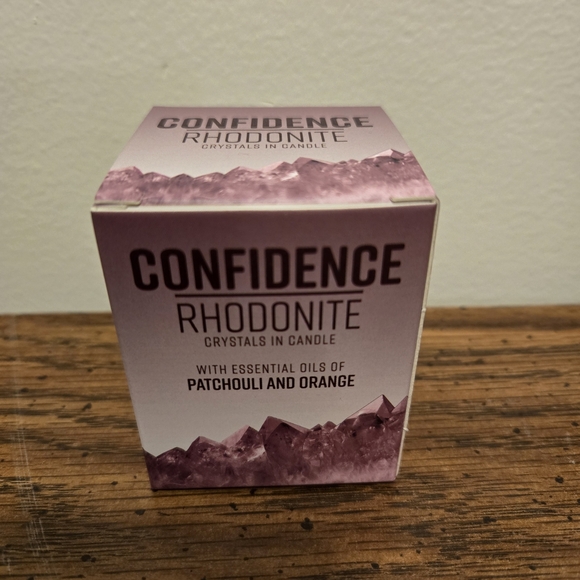 CONFIDENCE
RHODONITE
CRYSTALS IN CANDLE
CONFIDENCE
RHODONITE
CRYSTALS IN CANDLE
WITH ESSENTIAL OILS OF
PATCHOULI AND ORANGE